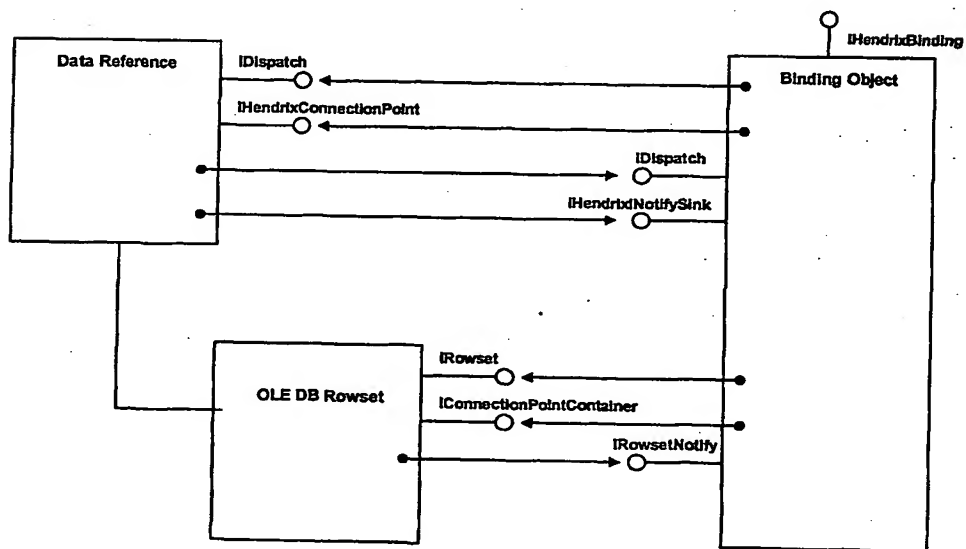 IHendrixBinding
Data Reference
IDispatch
Binding Object
IHendrixConnectionPoint
IDispatch
IHendrixNotifySink
IRowset
OLE DB Rowset
IConnectionPointContainer
IRowsetNotify